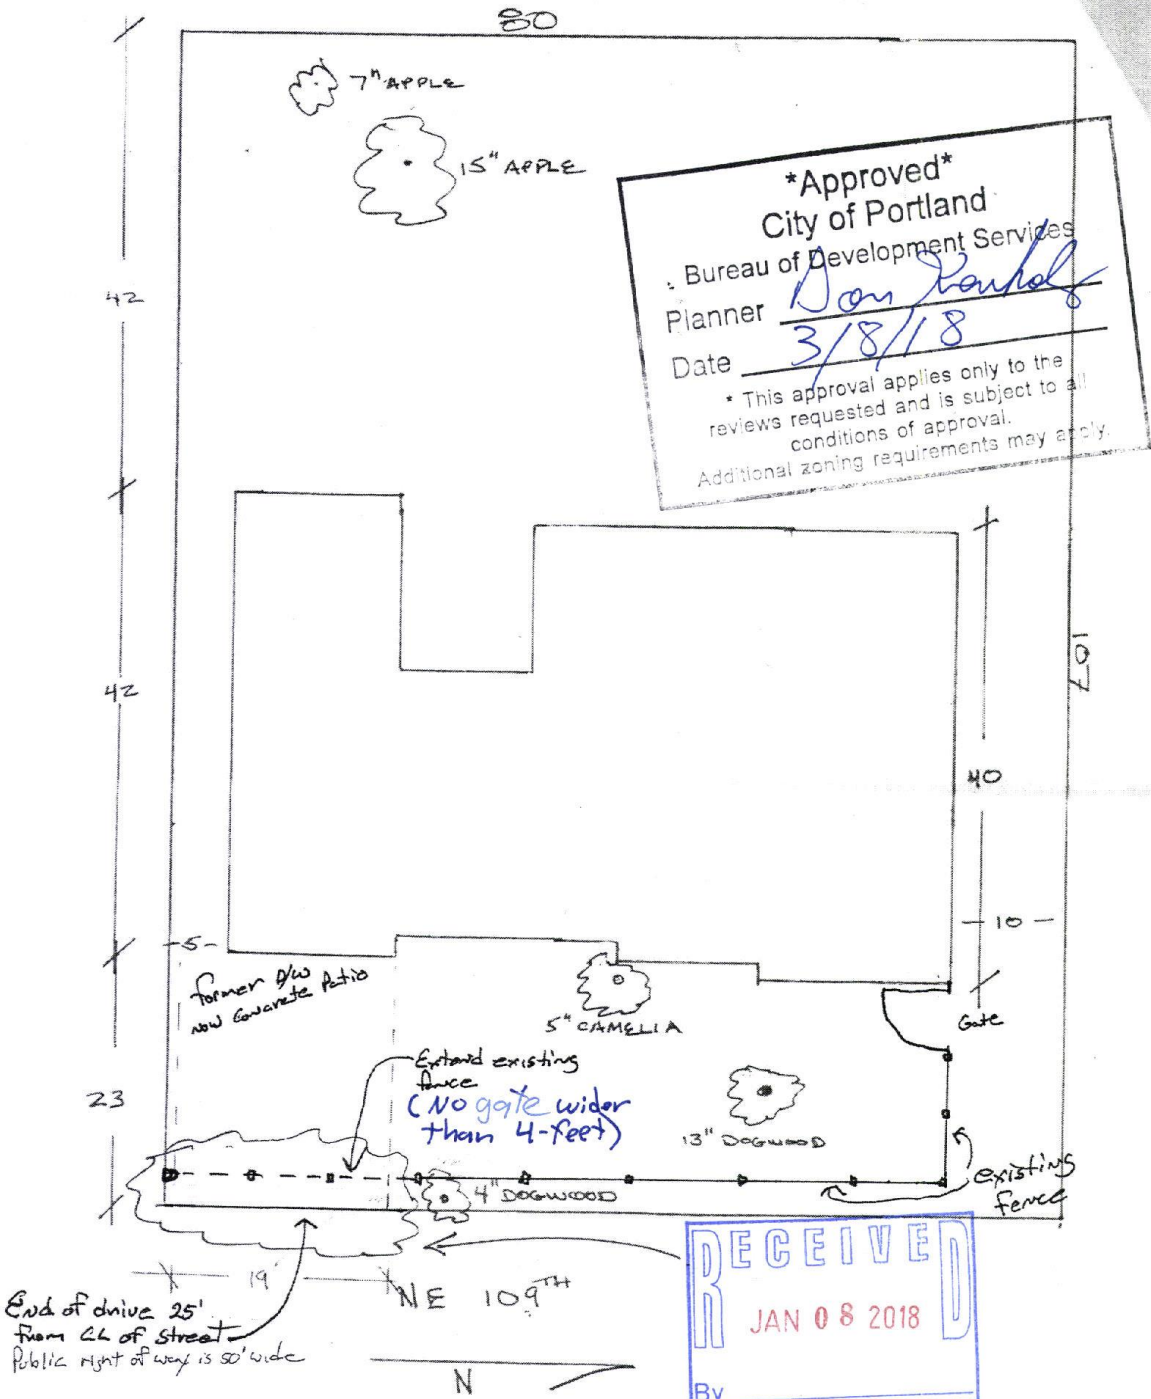 80
7" APPLE
15" APPLE
*Approved*
City of Portland
Bureau of Development Services
Planner
Date 3/8/18
* This approval applies only to the
reviews requested and is subject to all
conditions of approval.
Additional zoning requirements may apply.
42
42
107
40
-5-
-10-
former D/W
now Concrete Patio
5" CAMELIA
Gate
Extend existing
fence
(No gate wider
than 4-feet)
23
13" DOGWOOD
4" DOGWOOD
existing
fence
19'
NE 109TH
End of drive 25'
from CL of street
Public right of way is 50' wide
N
RECEIVED
JAN 08 2018
By